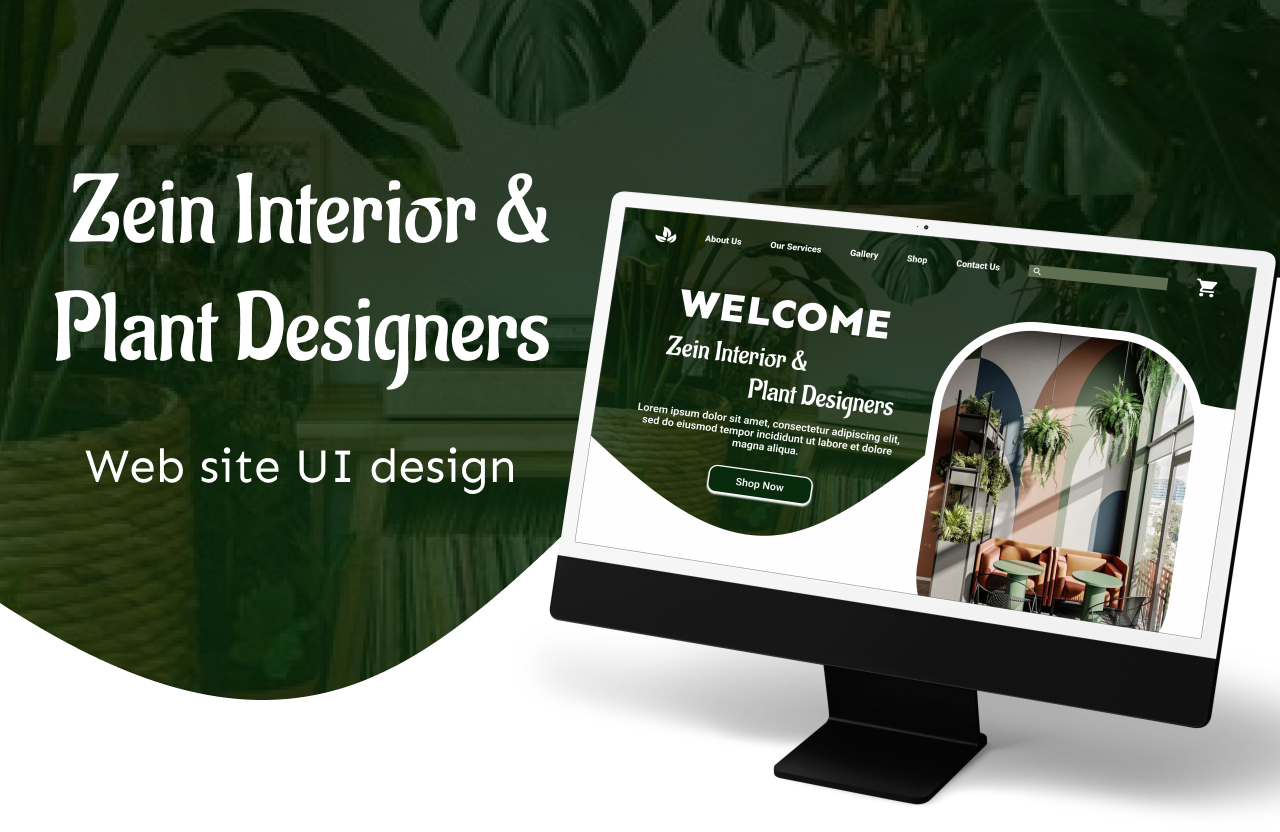 Zein Interior &
Plant Designers
Web site UI design
About Us
Our Services
Gallery
Shop
Contact Us
WELCOME
Zein Interior &
Plant Designers
Lorem ipsum dolor sit amet, consectetur adipiscing elit,
sed do eiusmod tempor incididunt ut labore et dolore
magna aliqua.
Shop Now